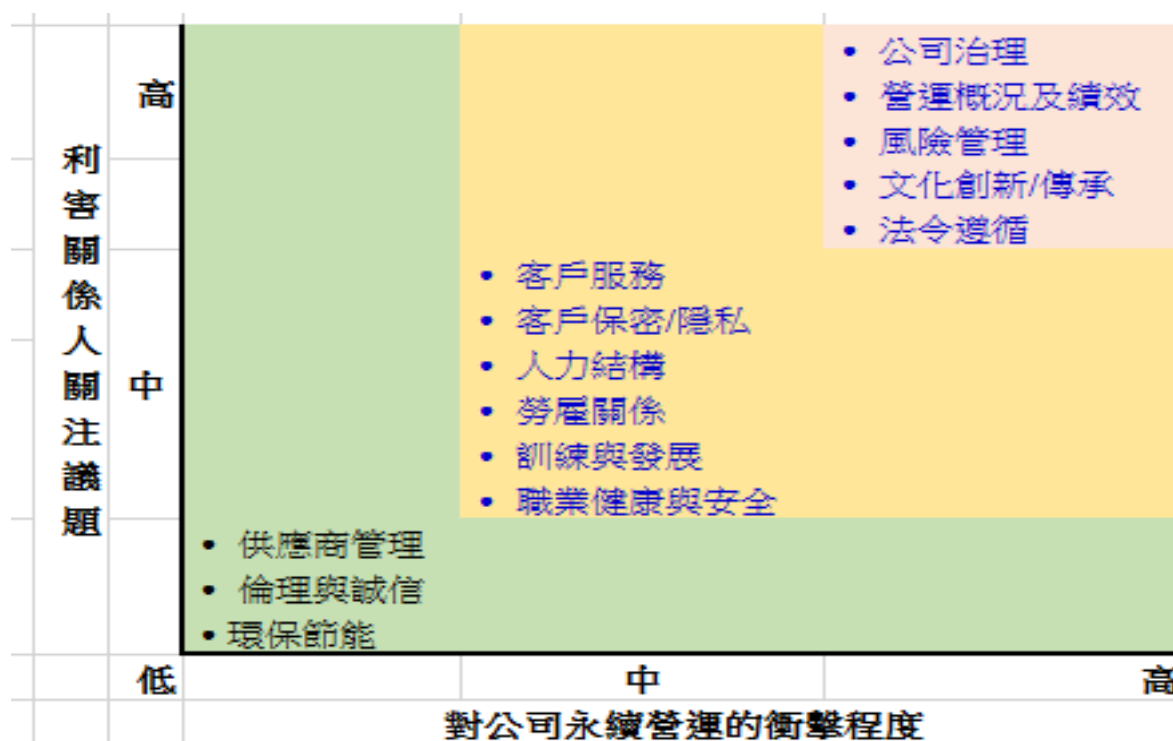 利害關係人關注議題
高
• 公司治理
• 營運概況及績效
• 風險管理
• 文化創新/傳承
• 法令遵循
中
• 客戶服務
• 客戶保密/隱私
• 人力結構
• 勞雇關係
• 訓練與發展
• 職業健康與安全
• 供應商管理
• 倫理與誠信
• 環保節能
低 中 高
對公司永續營運的衝擊程度